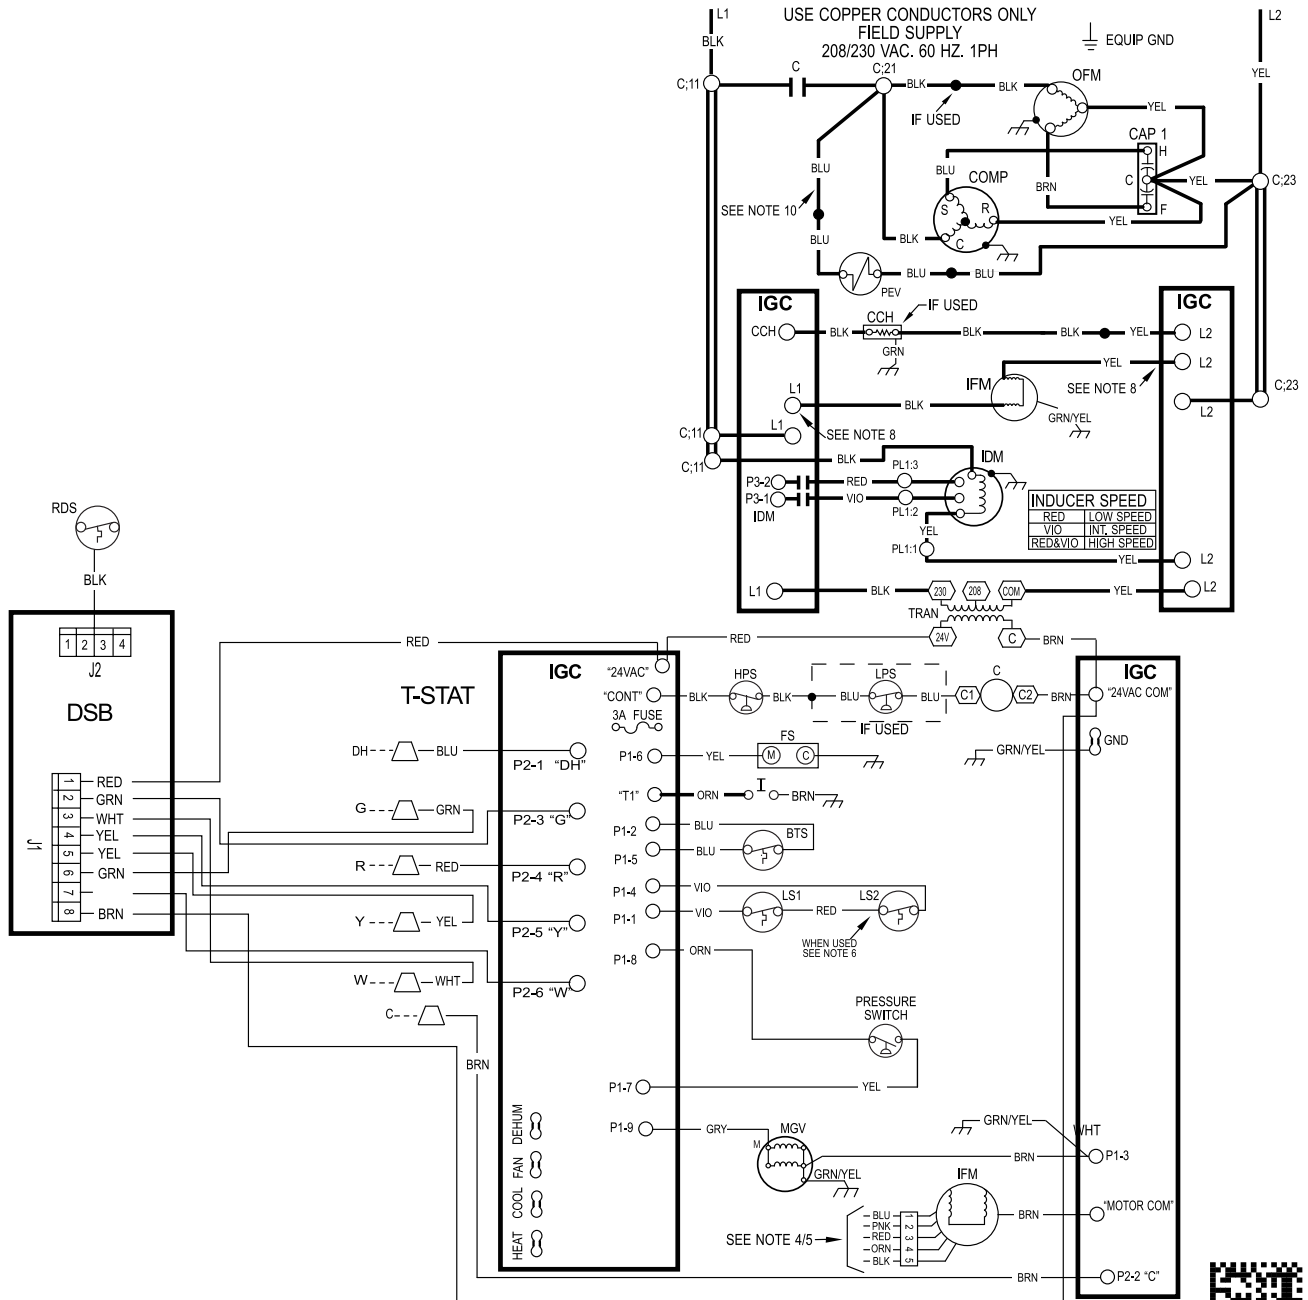 L1
USE COPPER CONDUCTORS ONLY
FIELD SUPPLY
208/230 VAC. 60 HZ. 1PH
EQUIP GND
L2
BLK
YEL
C;11
C
C;21
BLK
IF USED
BLK
OFM
YEL
CAP 1
H
C
F
YEL
C;23
BLU
SEE NOTE 10
BLU
BLU
COMP
S
R
C
BRN
YEL
BLK
PEV
BLU
BLU
IGC
IGC
CCH
BLK
CCH
IF USED
GRN
BLK
BLK
YEL
L2
L2
L2
YEL
SEE NOTE 8
IFM
GRN/YEL
C;23
L1
BLK
L1
SEE NOTE 8
C;11
C;11
BLK
IDM
P3-2
RED
PL1:3
P3-1
VIO
PL1:2
IDM
YEL
PL1:1
YEL
L2
INDUCER SPEED
RED LOW SPEED
VIO INT. SPEED
RED&VIO HIGH SPEED
L1
BLK
230
208
COM
YEL
L2
TRAN
24V
C
BRN
RED
RDS
BLK
1 2 3 4
J2
DSB
RED
T-STAT
IGC
"24VAC"
"CONT"
3A FUSE
BLK
HPS
BLK
BLU
LPS
BLU
IF USED
C1
C
C2
BRN
IGC
"24VAC COM"
GND
GRN/YEL
J1
1 RED
2 GRN
3 WHT
4 YEL
5 YEL
6 GRN
7
8 BRN
DH
BLU
P2-1 "DH"
G
GRN
P2-3 "G"
R
RED
P2-4 "R"
Y
YEL
P2-5 "Y"
W
WHT
P2-6 "W"
C
BRN
P1-6
YEL
FS
M
C
"T1"
ORN
I
BRN
P1-2
BLU
P1-5
BLU
BTS
P1-4
VIO
P1-1
VIO
LS1
RED
LS2
WHEN USED
SEE NOTE 6
P1-8
ORN
PRESSURE
SWITCH
P1-7
YEL
P1-9
GRY
MGV
M
GRN/YEL
BRN
GRN/YEL
WHT
P1-3
DEHUM
FAN
COOL
HEAT
SEE NOTE 4/5
BLU 1
PNK 2
RED 3
ORN 4
BLK 5
IFM
BRN
"MOTOR COM"
BRN
P2-2 "C"